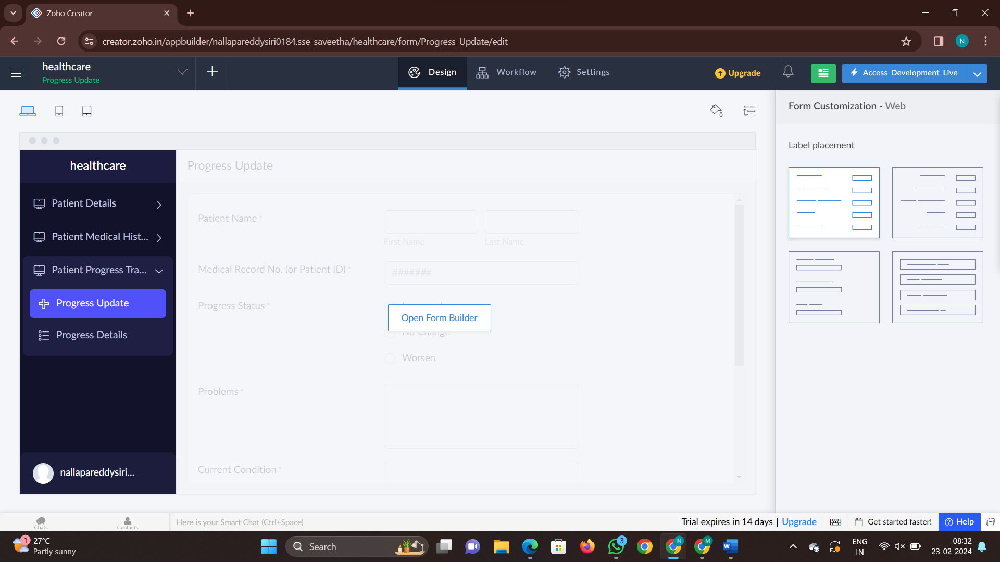 Zoho Creator
creator.zoho.in/appbuilder/nallapareddysiri0184.sse_saveetha/healthcare/form/Progress_Update/edit
N
healthcare
Progress Update
Design
Workflow
Settings
Upgrade
Access Development Live
Form Customization - Web
Label placement
healthcare
Patient Details
Patient Medical Hist...
Patient Progress Tra...
Progress Update
Progress Details
nallapareddysiri...
Progress Update
Patient Name *
First Name
Last Name
Medical Record No. (or Patient ID) *
#######
Progress Status *
Open Form Builder
No Change
Worsen
Problems *
Current Condition *
Chats
Contacts
Here is your Smart Chat (Ctrl+Space)
Trial expires in 14 days | Upgrade
Get started faster!
Help
1
27°C
Partly sunny
Search
3
N
M
W
ENG
IN
08:32
23-02-2024